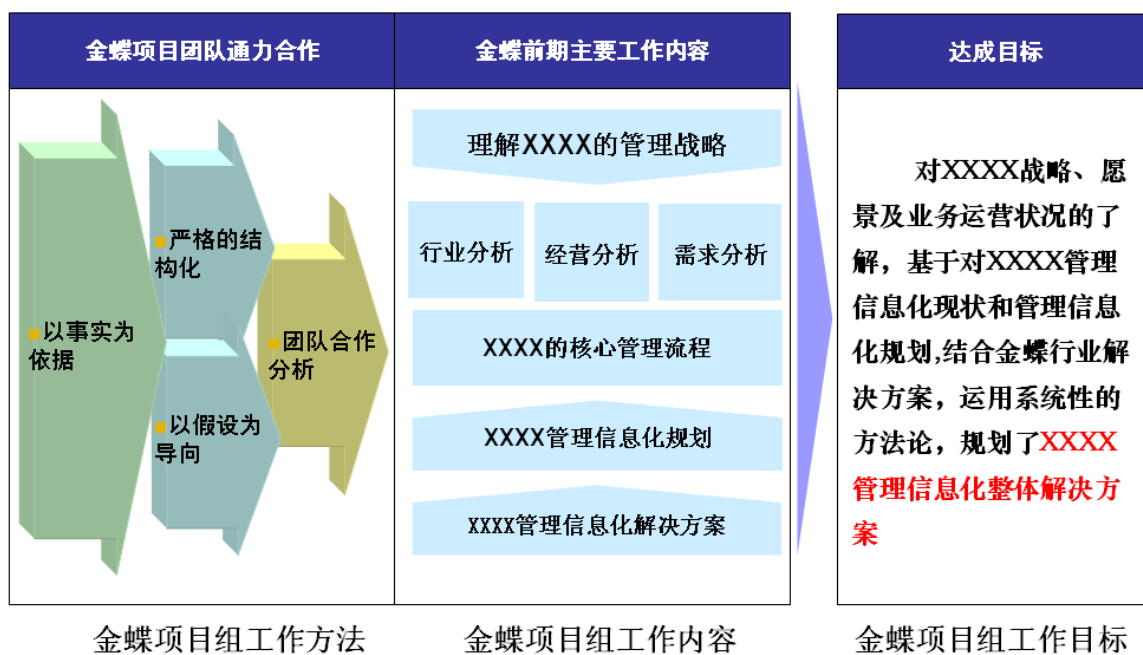 金蝶项目团队通力合作
金蝶前期主要工作内容
达成目标
以事实为
依据
严格的结
构化
以假设为
导向
团队合作
分析
理解XXXX的管理战略
行业分析
经营分析
需求分析
XXXX的核心管理流程
XXXX管理信息化规划
XXXX管理信息化解决方案
对XXXX战略、愿
景及业务运营状况的了
解，基于对XXXX管理
信息化现状和管理信息
化规划,结合金蝶行业解
决方案，运用系统性的
方法论，规划了XXXX
管理信息化整体解决方
案
金蝶项目组工作方法
金蝶项目组工作内容
金蝶项目组工作目标